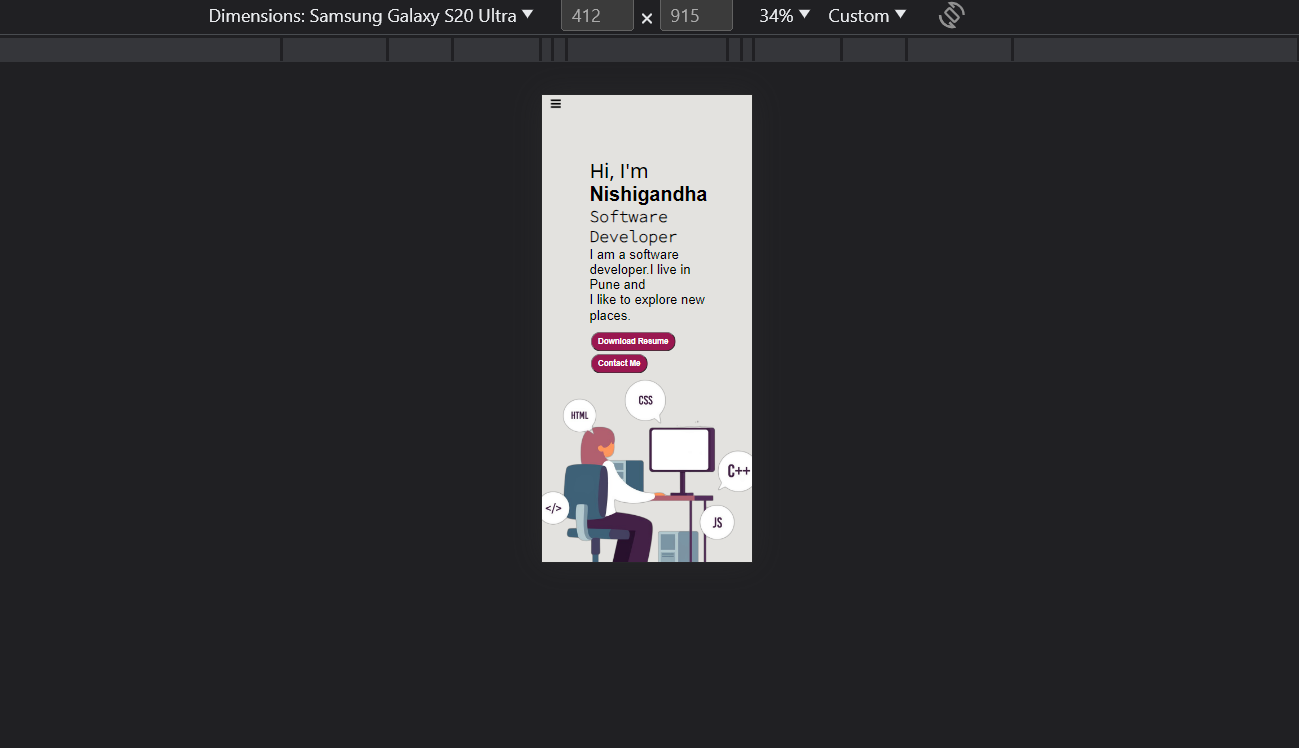 Dimensions: Samsung Galaxy S20 Ultra 412 × 915 34% Custom
Hi, I'm
Nishigandha
Software
Developer
I am a software
developer.I live in
Pune and
I like to explore new
places.
Download Resume
Contact Me
CSS
HTML
C++
</>
JS